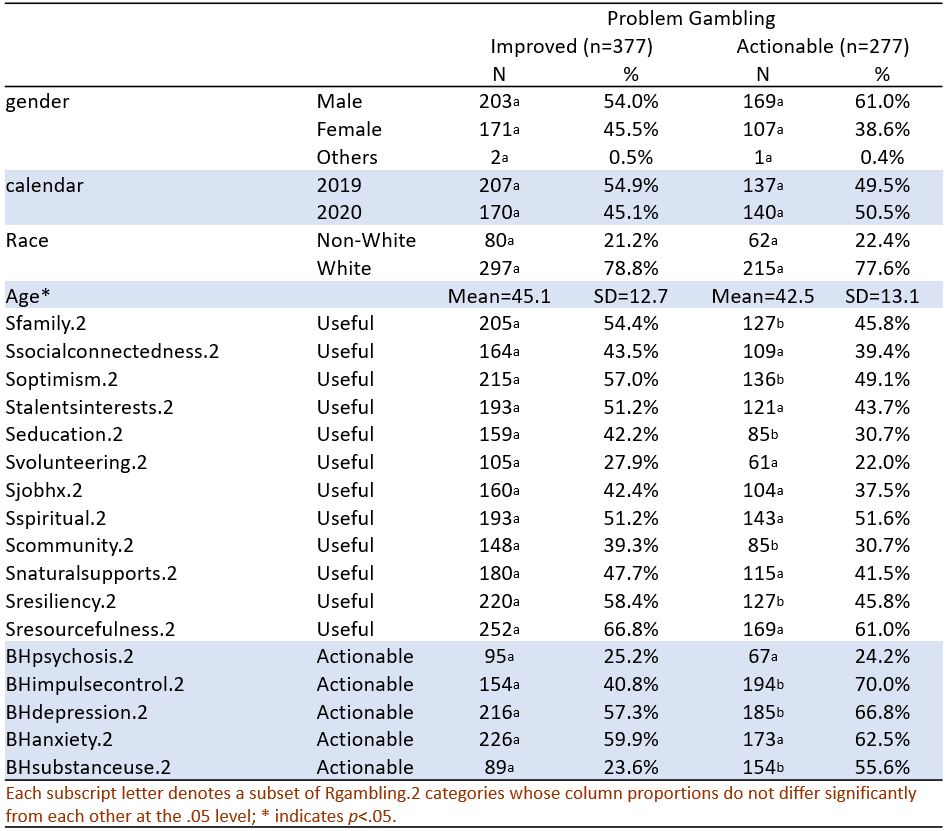 Problem Gambling
Improved (n=377) Actionable (n=277)
N % N %
gender Male 203a 54.0% 169a 61.0%
Female 171a 45.5% 107a 38.6%
Others 2a 0.5% 1a 0.4%
calendar 2019 207a 54.9% 137a 49.5%
2020 170a 45.1% 140a 50.5%
Race Non-White 80a 21.2% 62a 22.4%
White 297a 78.8% 215a 77.6%
Age* Mean=45.1 SD=12.7 Mean=42.5 SD=13.1
Sfamily.2 Useful 205a 54.4% 127b 45.8%
Ssocialconnectedness.2 Useful 164a 43.5% 109a 39.4%
Soptimism.2 Useful 215a 57.0% 136b 49.1%
Stalentsinterests.2 Useful 193a 51.2% 121a 43.7%
Seducation.2 Useful 159a 42.2% 85b 30.7%
Svolunteering.2 Useful 105a 27.9% 61a 22.0%
Sjobhx.2 Useful 160a 42.4% 104a 37.5%
Sspiritual.2 Useful 193a 51.2% 143a 51.6%
Scommunity.2 Useful 148a 39.3% 85b 30.7%
Snaturalsupports.2 Useful 180a 47.7% 115a 41.5%
Sresiliency.2 Useful 220a 58.4% 127b 45.8%
Sresourcefulness.2 Useful 252a 66.8% 169a 61.0%
BHpsychosis.2 Actionable 95a 25.2% 67a 24.2%
BHimpulsecontrol.2 Actionable 154a 40.8% 194b 70.0%
BHdepression.2 Actionable 216a 57.3% 185b 66.8%
BHanxiety.2 Actionable 226a 59.9% 173a 62.5%
BHsubstanceuse.2 Actionable 89a 23.6% 154b 55.6%
Each subscript letter denotes a subset of Rgambling.2 categories whose column proportions do not differ significantly
from each other at the .05 level; * indicates p<.05.